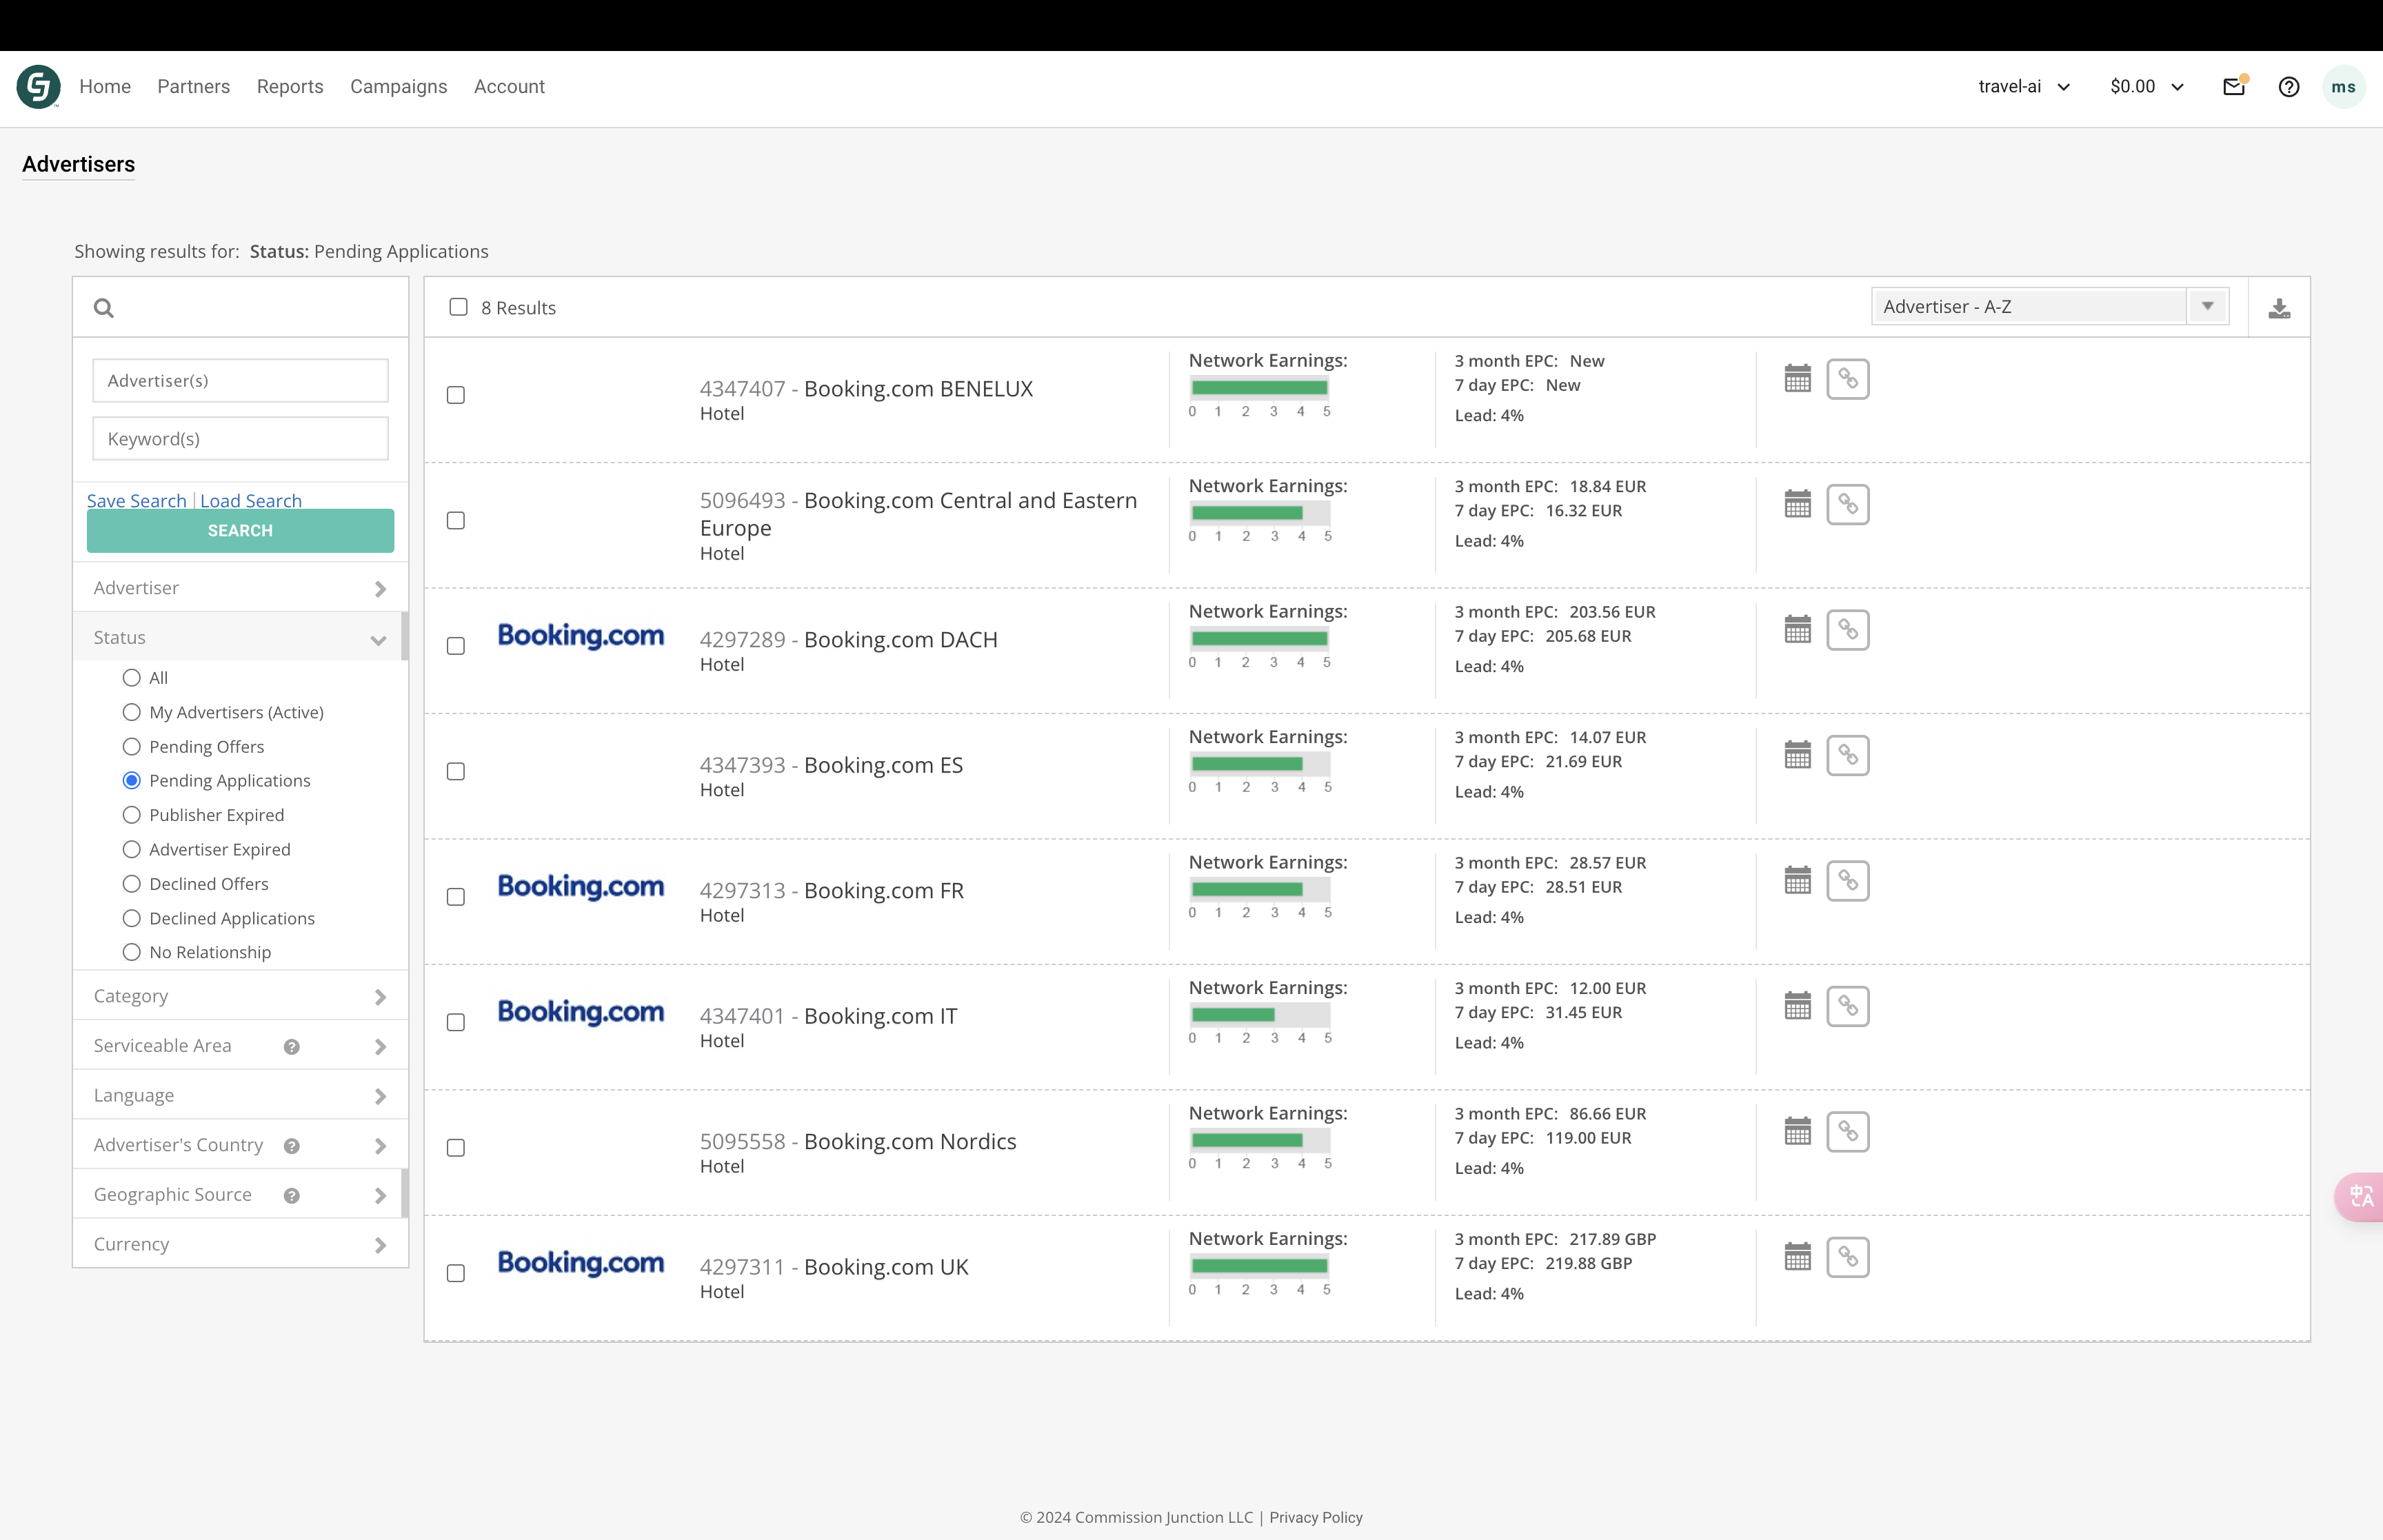 Home Partners Reports Campaigns Account travel-ai $0.00 ms
Advertisers
Showing results for: Status: Pending Applications
Advertiser(s)
Keyword(s)
Save Search | Load Search
SEARCH
Advertiser
Status
All
My Advertisers (Active)
Pending Offers
Pending Applications
Publisher Expired
Advertiser Expired
Declined Offers
Declined Applications
No Relationship
Category
Serviceable Area ?
Language
Advertiser's Country ?
Geographic Source ?
Currency
8 Results Advertiser - A-Z
4347407 - Booking.com BENELUX
Hotel
Network Earnings:
0 1 2 3 4 5
3 month EPC: New
7 day EPC: New
Lead: 4%
5096493 - Booking.com Central and Eastern
Europe
Hotel
Network Earnings:
0 1 2 3 4 5
3 month EPC: 18.84 EUR
7 day EPC: 16.32 EUR
Lead: 4%
Booking.com
4297289 - Booking.com DACH
Hotel
Network Earnings:
0 1 2 3 4 5
3 month EPC: 203.56 EUR
7 day EPC: 205.68 EUR
Lead: 4%
4347393 - Booking.com ES
Hotel
Network Earnings:
0 1 2 3 4 5
3 month EPC: 14.07 EUR
7 day EPC: 21.69 EUR
Lead: 4%
Booking.com
4297313 - Booking.com FR
Hotel
Network Earnings:
0 1 2 3 4 5
3 month EPC: 28.57 EUR
7 day EPC: 28.51 EUR
Lead: 4%
Booking.com
4347401 - Booking.com IT
Hotel
Network Earnings:
0 1 2 3 4 5
3 month EPC: 12.00 EUR
7 day EPC: 31.45 EUR
Lead: 4%
5095558 - Booking.com Nordics
Hotel
Network Earnings:
0 1 2 3 4 5
3 month EPC: 86.66 EUR
7 day EPC: 119.00 EUR
Lead: 4%
Booking.com
4297311 - Booking.com UK
Hotel
Network Earnings:
0 1 2 3 4 5
3 month EPC: 217.89 GBP
7 day EPC: 219.88 GBP
Lead: 4%
中A
© 2024 Commission Junction LLC | Privacy Policy